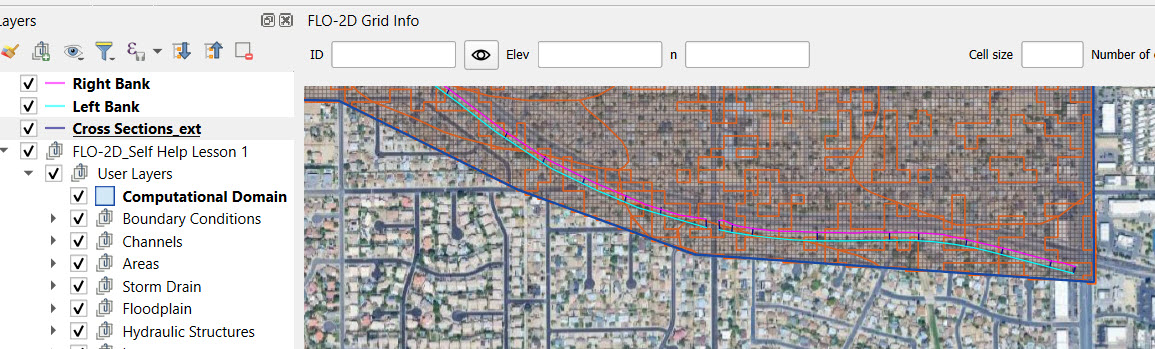 Layers
FLO-2D Grid Info
ID
Elev
n
Cell size
Number of
Right Bank
Left Bank
Cross Sections_ext
FLO-2D_Self Help Lesson 1
User Layers
Computational Domain
Boundary Conditions
Channels
Areas
Storm Drain
Floodplain
Hydraulic Structures